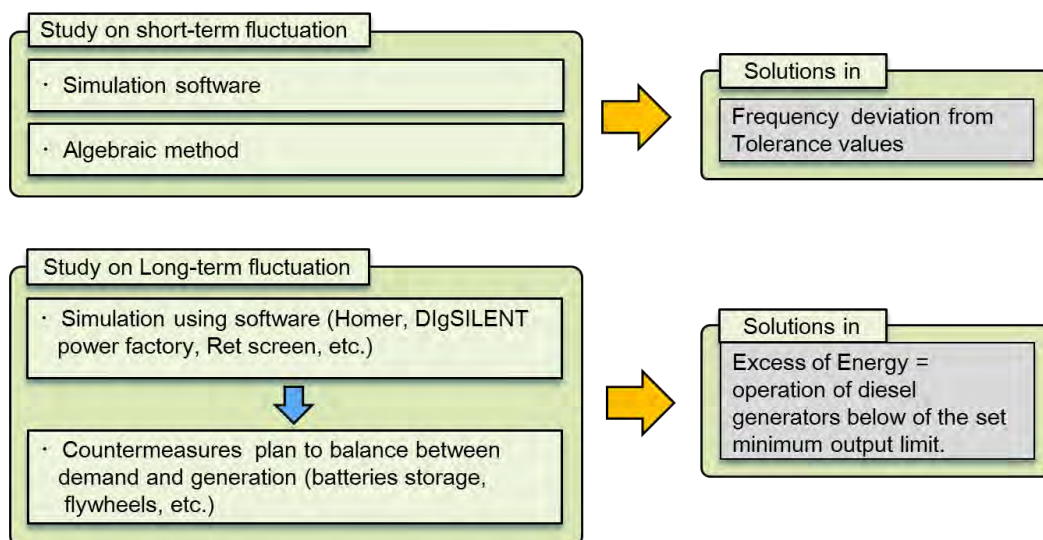 Study on short-term fluctuation
· Simulation software
· Algebraic method
Solutions in
Frequency deviation from
Tolerance values
Study on Long-term fluctuation
· Simulation using software (Homer, DIgSILENT
power factory, Ret screen, etc.)
· Countermeasures plan to balance between
demand and generation (batteries storage,
flywheels, etc.)
Solutions in
Excess of Energy =
operation of diesel
generators below of the set
minimum output limit.